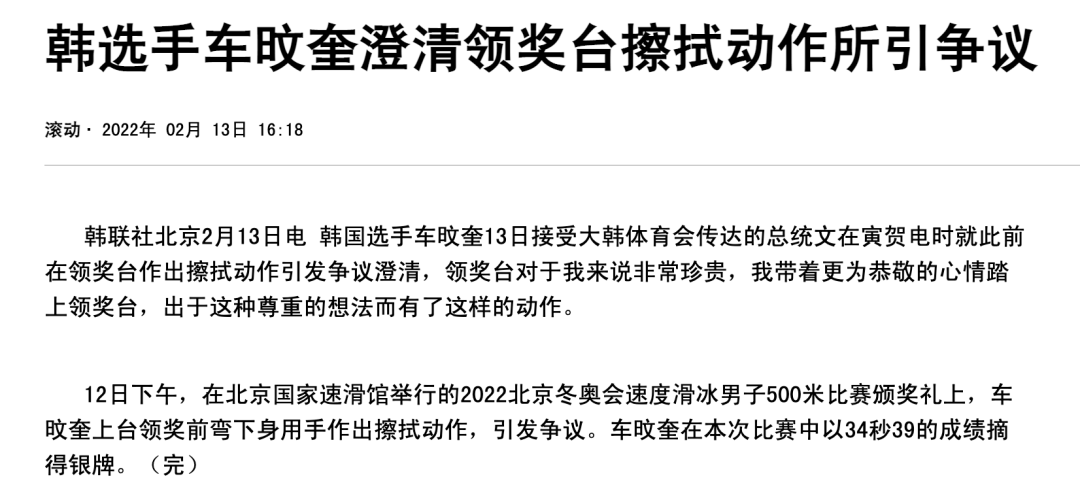 韩选手车旼奎澄清领奖台擦拭动作所引争议
滚动· 2022年 02月 13日 16:18
韩联社北京2月13日电 韩国选手车旼奎13日接受大韩体育会传达的总统文在寅贺电时就此前
在领奖台作出擦拭动作引发争议澄清，领奖台对于我来说非常珍贵，我带着更为恭敬的心情踏
上领奖台，出于这种尊重的想法而有了这样的动作。
12日下午，在北京国家速滑馆举行的2022北京冬奥会速度滑冰男子500米比赛颁奖礼上，车
旼奎上台领奖前弯下身用手作出擦拭动作，引发争议。车旼奎在本次比赛中以34秒39的成绩摘
得银牌。（完）